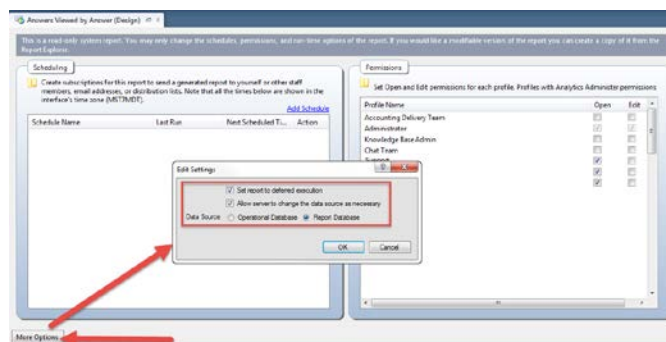 Answers Viewed by Answer (Design)
This is a read-only system report. You may only change the schedules, permissions, and run-time options of the report. If you would like a modifiable version of the report you can create a copy of it from the
Report Explorer.
Scheduling
Create subscriptions for this report to send a generated report to yourself or other staff
members, email addresses, or distribution lists. Note that all the times below are shown in the
interface's time zone (MST7MDT).
Add Schedule
Schedule Name Last Run Next Scheduled Ti... Action
Permissions
Set Open and Edit permissions for each profile. Profiles with Analytics Administer permissions
Profile Name Open Edit
Accounting Delivery Team
Administrator
Knowledge Base Admin
Chat Team
Support
Edit Settings
Set report to deferred execution
Allow server to change the data source as necessary
Data Source Operational Database Report Database
OK Cancel
More Options